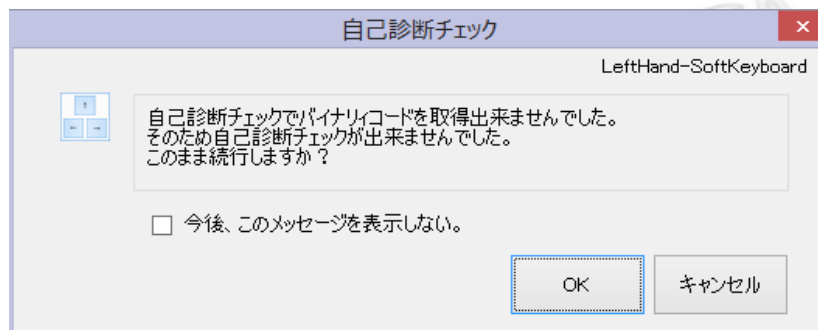 自己診断チェック
LeftHand-SoftKeyboard
自己診断チェックでバイナリィコードを取得出来ませんでした。
そのため自己診断チェックが出来ませんでした。
このまま続行しますか？
今後、このメッセージを表示しない。
OK
キャンセル